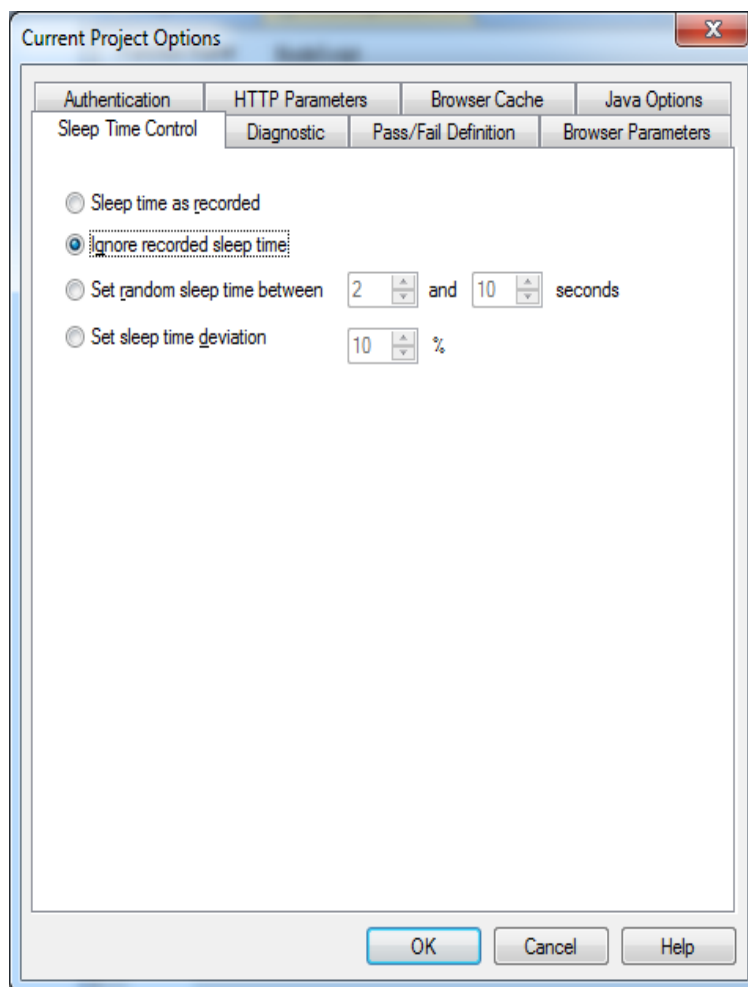 Current Project Options
X
Authentication HTTP Parameters Browser Cache Java Options
Sleep Time Control Diagnostic Pass/Fail Definition Browser Parameters
Sleep time as recorded
Ignore recorded sleep time
Set random sleep time between 2 and 10 seconds
Set sleep time deviation 10 %
OK Cancel Help